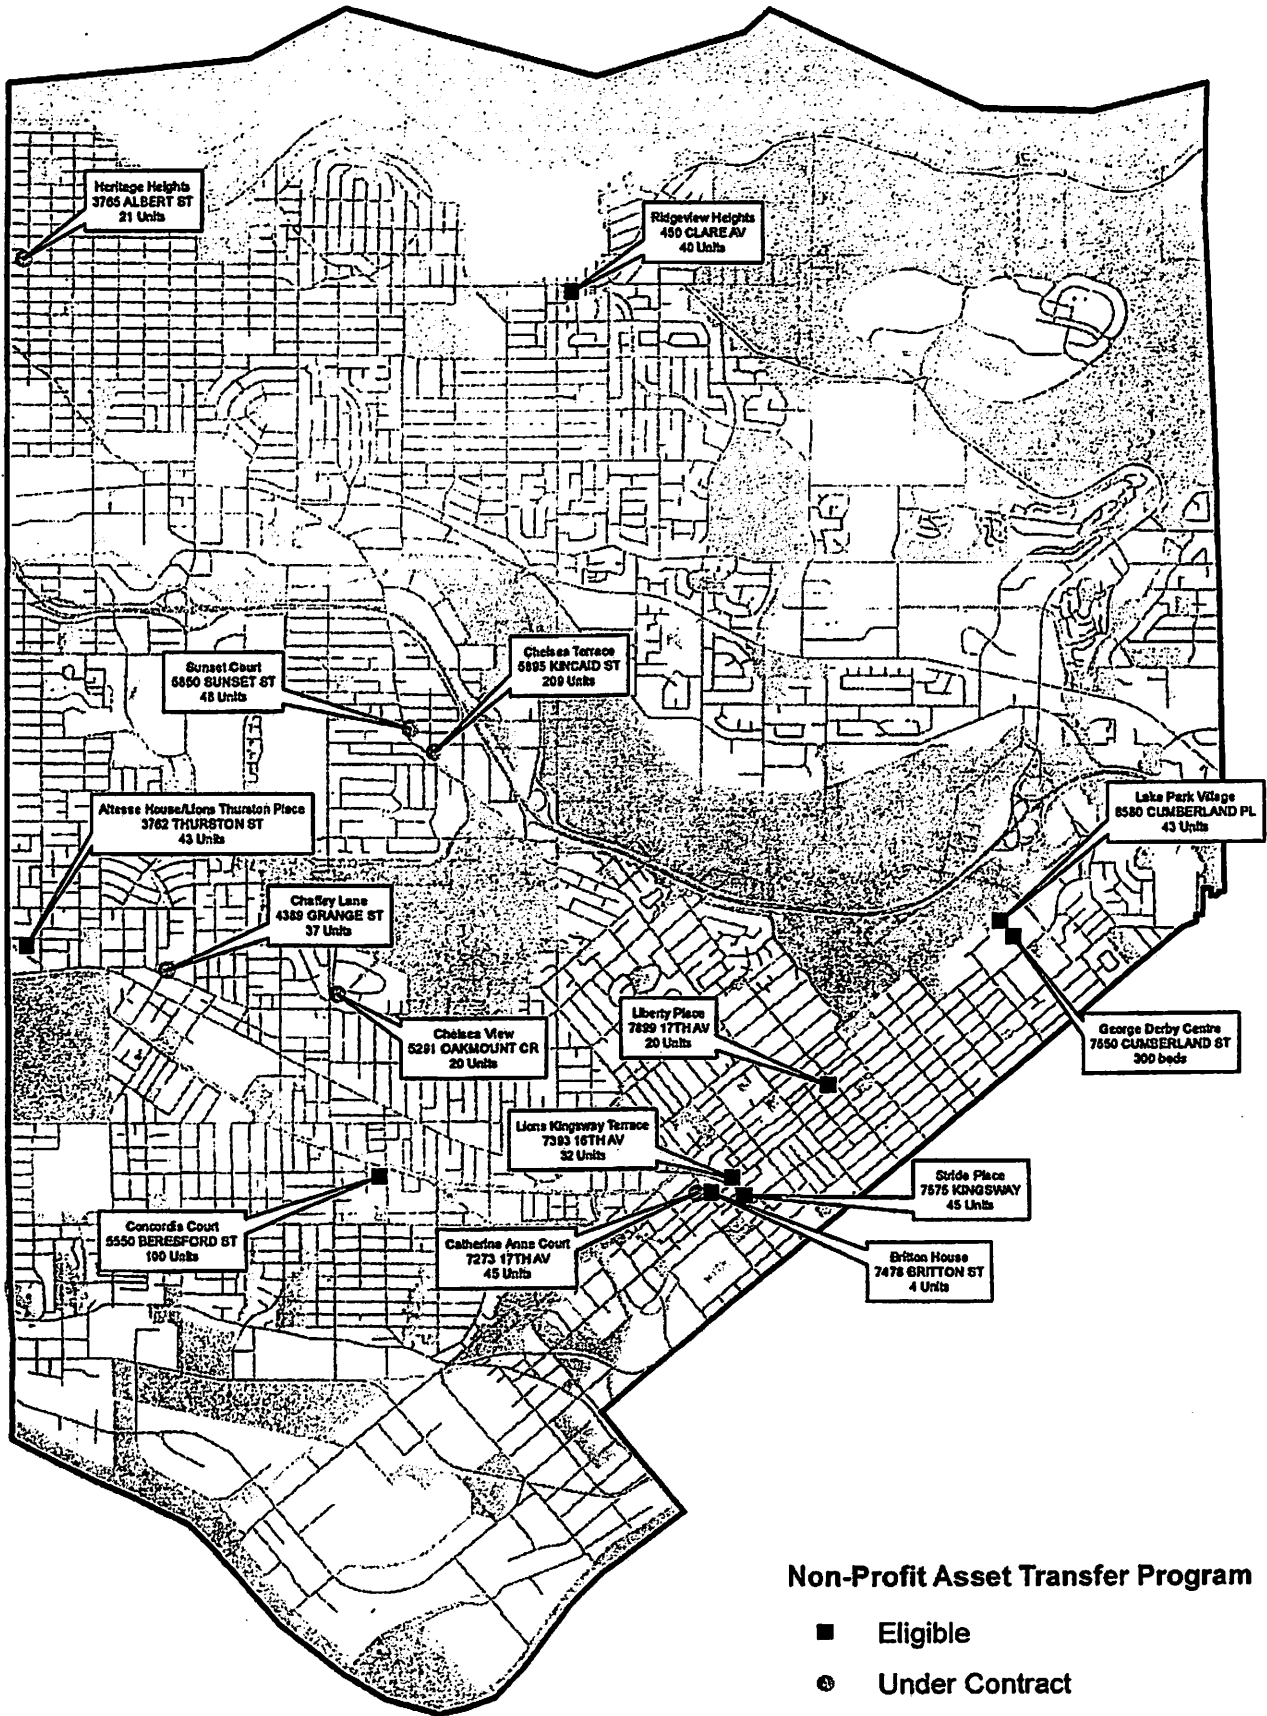 Heritage Heights
3765 ALBERT ST
21 Units
Ridgeview Heights
450 CLARE AV
40 Units
Sunset Court
5850 SUNSET ST
48 Units
Chelsea Terrace
5895 KINCAID ST
209 Units
Altesse House/Lions Thurston Place
3762 THURSTON ST
43 Units
Lake Park Village
8580 CUMBERLAND PL
43 Units
Chaffey Lane
4389 GRANGE ST
37 Units
Chelsea View
5291 OAKMOUNT CR
20 Units
Liberty Place
7899 17TH AV
20 Units
George Derby Centre
7550 CUMBERLAND ST
300 beds
Lions Kingsway Terrace
7393 16TH AV
32 Units
Stride Place
7575 KINGSWAY
45 Units
Concordia Court
5550 BERESFORD ST
100 Units
Catherine Anne Court
7273 17TH AV
45 Units
Britton House
7478 BRITTON ST
4 Units
Non-Profit Asset Transfer Program
Eligible
Under Contract